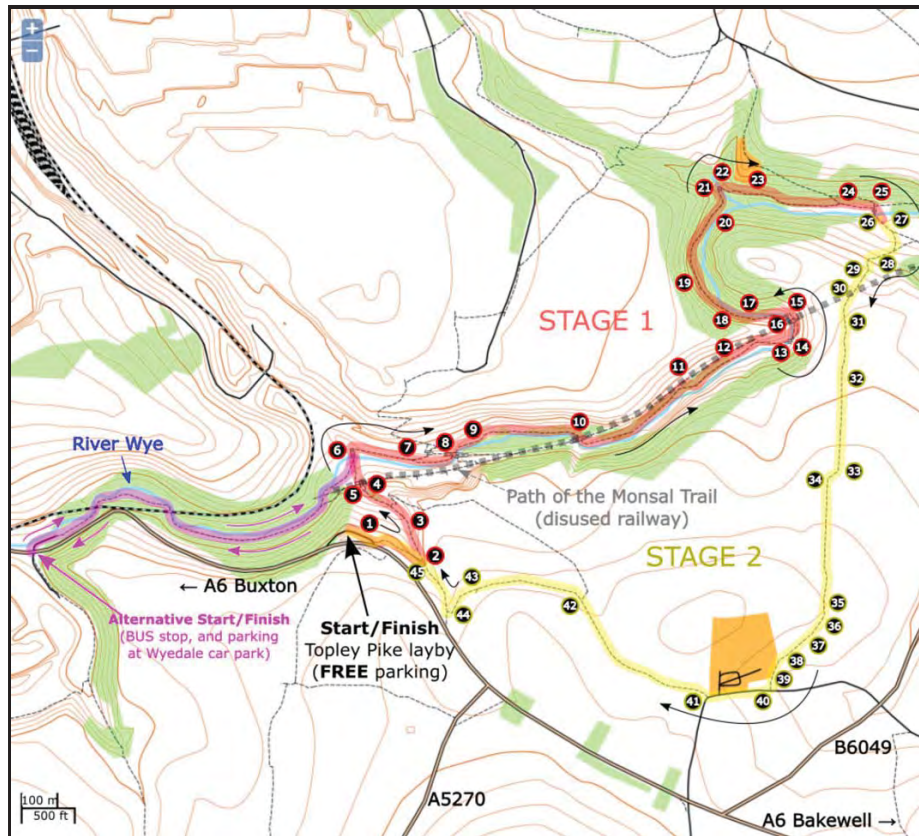 +
−
22
21
23
24
25
20
26
27
28
29
30
19
17
15
STAGE 1
18
16
31
12
13
14
11
32
10
9
8
7
6
River Wye
5
4
Path of the Monsal Trail
(disused railway)
34
33
1
3
2
STAGE 2
← A6 Buxton
45
43
44
42
35
36
37
38
39
40
41
Alternative Start/Finish
(BUS stop, and parking
at Wyedale car park)
Start/Finish
Topley Pike layby
(FREE parking)
B6049
A5270
A6 Bakewell →
100 m
500 ft